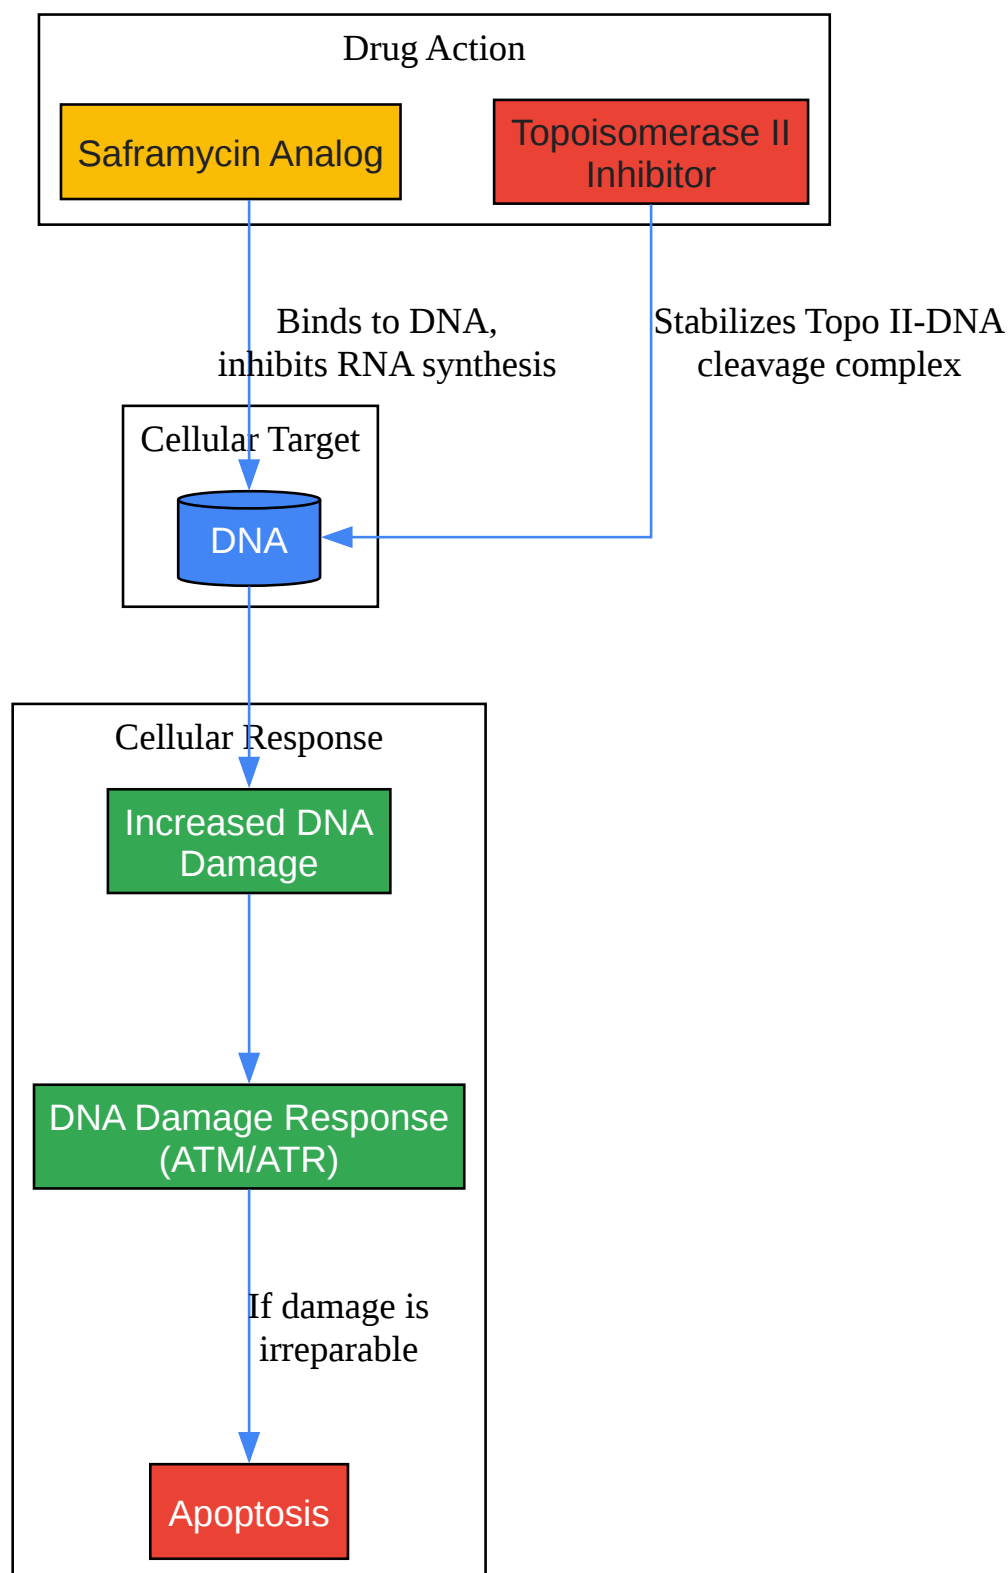 Drug Action
Saframycin Analog
Topoisomerase II
Inhibitor
Binds to DNA,
inhibits RNA synthesis
Stabilizes Topo II-DNA
cleavage complex
Cellular Target
DNA
Cellular Response
Increased DNA
Damage
DNA Damage Response
(ATM/ATR)
If damage is
irreparable
Apoptosis